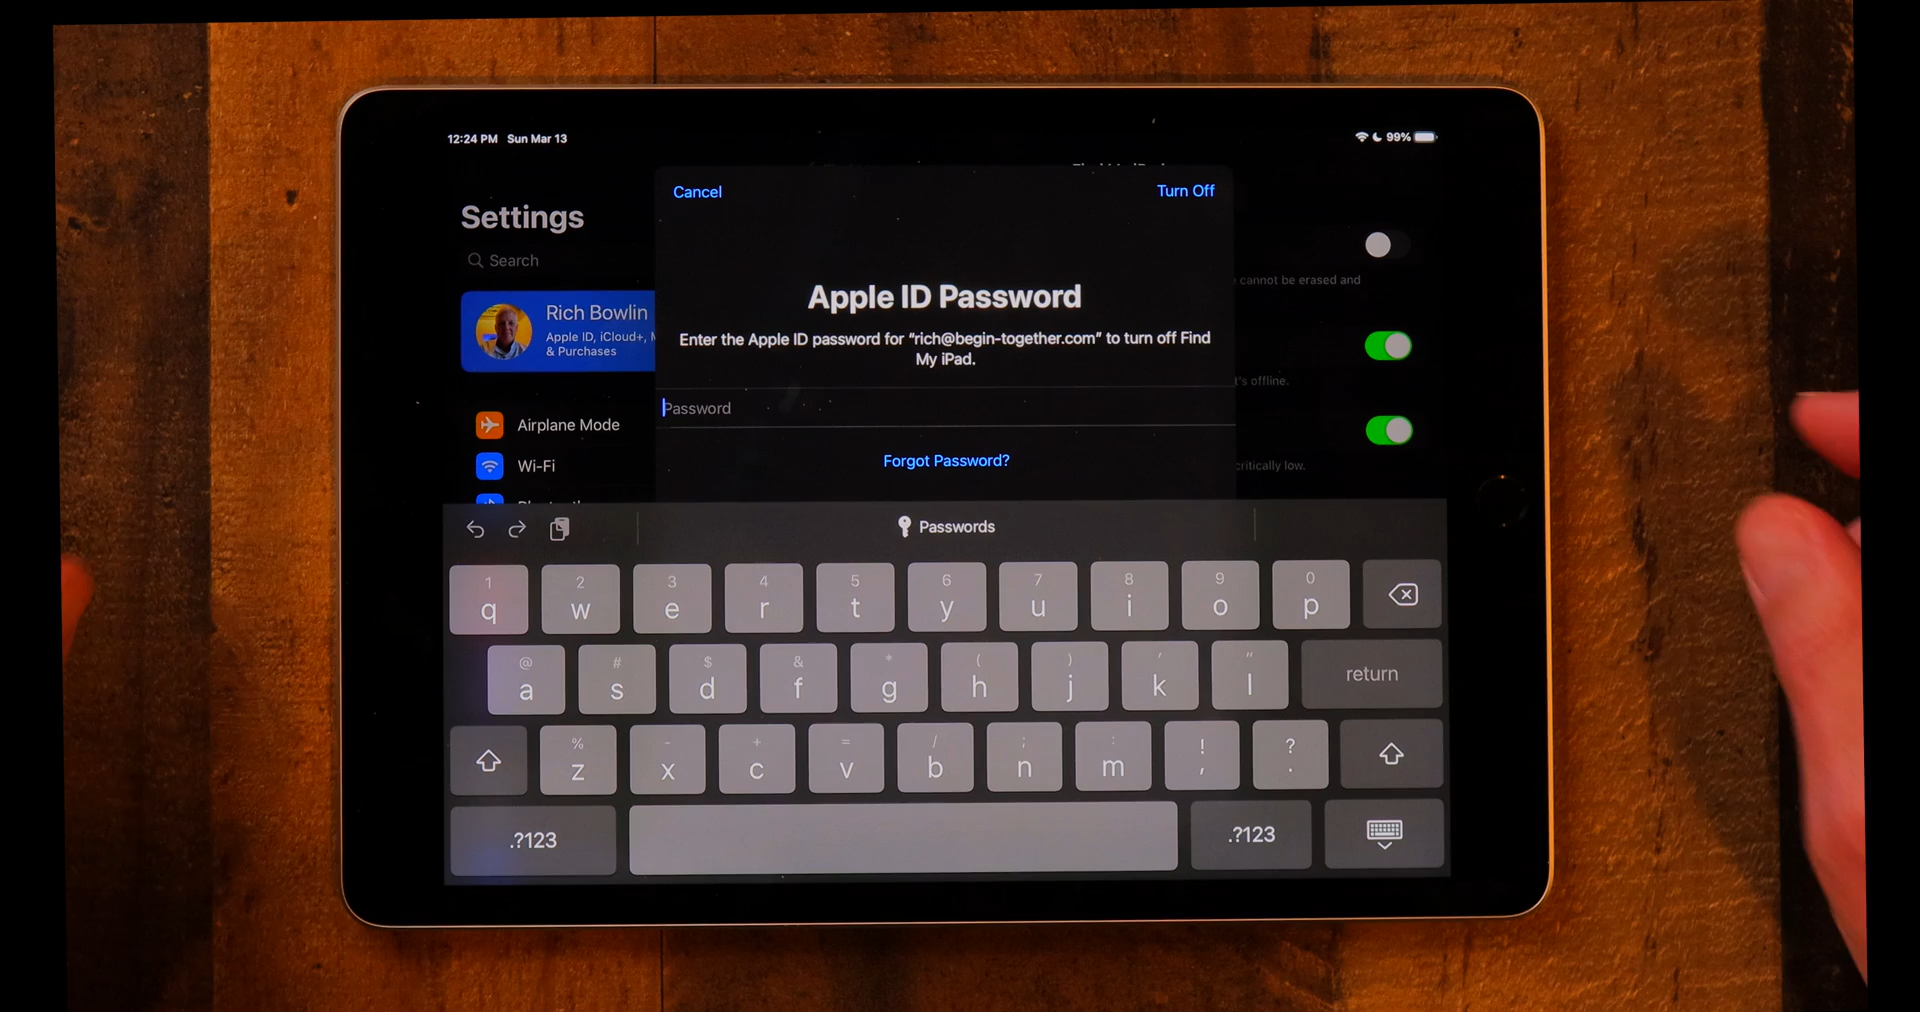 12:24 PM Sun Mar 13
99%
Settings
Search
Rich Bowlin
Apple ID, iCloud+,
& Purchases
Airplane Mode
Wi-Fi
Cancel
Turn Off
Apple ID Password
Enter the Apple ID password for “rich@begin-together.com” to turn off Find
My iPad.
Password
Forgot Password?
cannot be erased and
's offline.
critically low.
Passwords
1 2 3 4 5 6 7 8 9 0
q w e r t y u i o p
@ # $ & * ( ) ' "
a s d f g h j k l return
% - + = / ; : ! ?
z x c v b n m , .
.?123 .?123